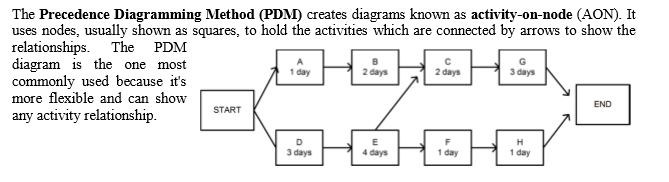 The Precedence Diagramming Method (PDM) creates diagrams known as activity-on-node (AON). It
uses nodes, usually shown as squares, to hold the activities which are connected by arrows to show the
relationships. The PDM
diagram is the one most
commonly used because it's
more flexible and can show
any activity relationship.
START
A
1 day
B
2 days
C
2 days
G
3 days
D
3 days
E
4 days
F
1 day
H
1 day
END